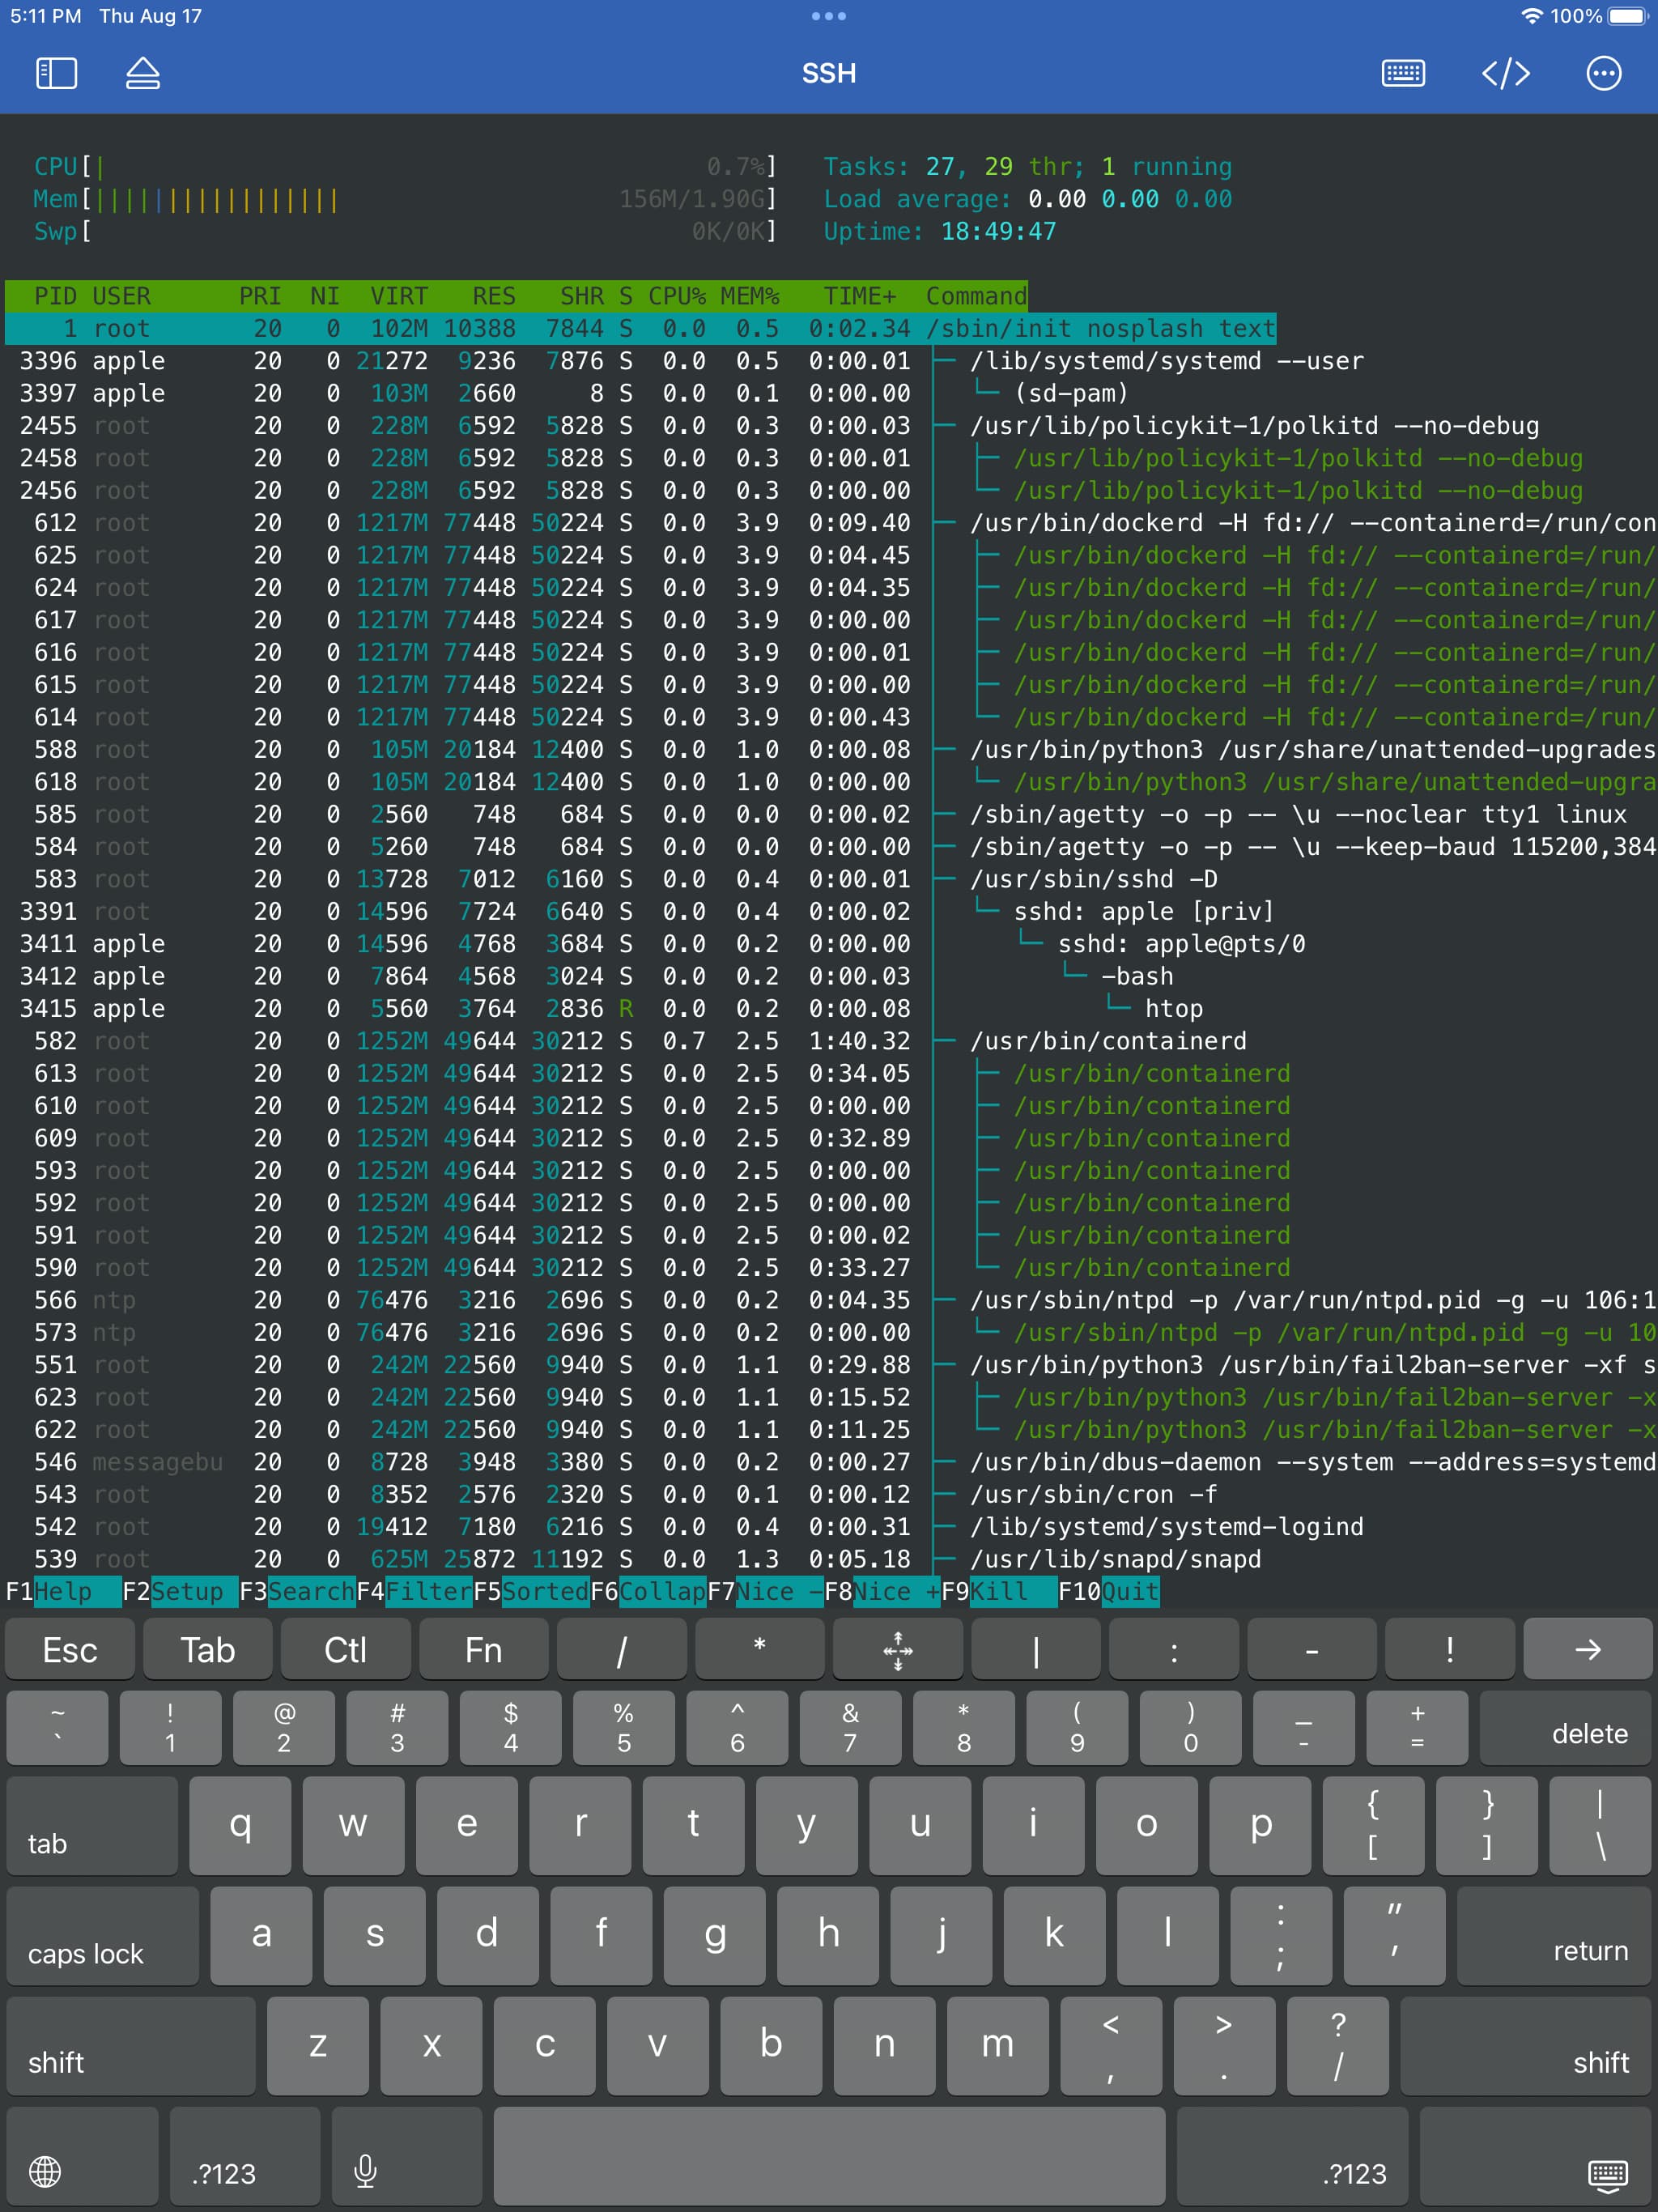 5:11 PM Thu Aug 17 100%
SSH
CPU[| 0.7%] Tasks: 27, 29 thr; 1 running
Mem[||||||||||||||||| 156M/1.90G] Load average: 0.00 0.00 0.00
Swp[ 0K/0K] Uptime: 18:49:47
PID USER PRI NI VIRT RES SHR S CPU% MEM% TIME+ Command
1 root 20 0 102M 10388 7844 S 0.0 0.5 0:02.34 /sbin/init nosplash text
3396 apple 20 0 21272 9236 7876 S 0.0 0.5 0:00.01 ├─ /lib/systemd/systemd --user
3397 apple 20 0 103M 2660 8 S 0.0 0.1 0:00.00 │ └─ (sd-pam)
2455 root 20 0 228M 6592 5828 S 0.0 0.3 0:00.03 ├─ /usr/lib/policykit-1/polkitd --no-debug
2458 root 20 0 228M 6592 5828 S 0.0 0.3 0:00.01 │ ├─ /usr/lib/policykit-1/polkitd --no-debug
2456 root 20 0 228M 6592 5828 S 0.0 0.3 0:00.00 │ └─ /usr/lib/policykit-1/polkitd --no-debug
612 root 20 0 1217M 77448 50224 S 0.0 3.9 0:09.40 ├─ /usr/bin/dockerd -H fd:// --containerd=/run/con
625 root 20 0 1217M 77448 50224 S 0.0 3.9 0:04.45 │ ├─ /usr/bin/dockerd -H fd:// --containerd=/run/
624 root 20 0 1217M 77448 50224 S 0.0 3.9 0:04.35 │ ├─ /usr/bin/dockerd -H fd:// --containerd=/run/
617 root 20 0 1217M 77448 50224 S 0.0 3.9 0:00.00 │ ├─ /usr/bin/dockerd -H fd:// --containerd=/run/
616 root 20 0 1217M 77448 50224 S 0.0 3.9 0:00.01 │ ├─ /usr/bin/dockerd -H fd:// --containerd=/run/
615 root 20 0 1217M 77448 50224 S 0.0 3.9 0:00.00 │ ├─ /usr/bin/dockerd -H fd:// --containerd=/run/
614 root 20 0 1217M 77448 50224 S 0.0 3.9 0:00.43 │ └─ /usr/bin/dockerd -H fd:// --containerd=/run/
588 root 20 0 105M 20184 12400 S 0.0 1.0 0:00.08 ├─ /usr/bin/python3 /usr/share/unattended-upgrades
618 root 20 0 105M 20184 12400 S 0.0 1.0 0:00.00 │ └─ /usr/bin/python3 /usr/share/unattended-upgra
585 root 20 0 2560 748 684 S 0.0 0.0 0:00.02 ├─ /sbin/agetty -o -p -- \u --noclear tty1 linux
584 root 20 0 5260 748 684 S 0.0 0.0 0:00.00 ├─ /sbin/agetty -o -p -- \u --keep-baud 115200,384
583 root 20 0 13728 7012 6160 S 0.0 0.4 0:00.01 ├─ /usr/sbin/sshd -D
3391 root 20 0 14596 7724 6640 S 0.0 0.4 0:00.02 │ └─ sshd: apple [priv]
3411 apple 20 0 14596 4768 3684 S 0.0 0.2 0:00.00 │ └─ sshd: apple@pts/0
3412 apple 20 0 7864 4568 3024 S 0.0 0.2 0:00.03 │ └─ -bash
3415 apple 20 0 5560 3764 2836 R 0.0 0.2 0:00.08 │ └─ htop
582 root 20 0 1252M 49644 30212 S 0.7 2.5 1:40.32 ├─ /usr/bin/containerd
613 root 20 0 1252M 49644 30212 S 0.0 2.5 0:34.05 │ ├─ /usr/bin/containerd
610 root 20 0 1252M 49644 30212 S 0.0 2.5 0:00.00 │ ├─ /usr/bin/containerd
609 root 20 0 1252M 49644 30212 S 0.0 2.5 0:32.89 │ ├─ /usr/bin/containerd
593 root 20 0 1252M 49644 30212 S 0.0 2.5 0:00.00 │ ├─ /usr/bin/containerd
592 root 20 0 1252M 49644 30212 S 0.0 2.5 0:00.00 │ ├─ /usr/bin/containerd
591 root 20 0 1252M 49644 30212 S 0.0 2.5 0:00.02 │ ├─ /usr/bin/containerd
590 root 20 0 1252M 49644 30212 S 0.0 2.5 0:33.27 │ └─ /usr/bin/containerd
566 ntp 20 0 76476 3216 2696 S 0.0 0.2 0:04.35 ├─ /usr/sbin/ntpd -p /var/run/ntpd.pid -g -u 106:1
573 ntp 20 0 76476 3216 2696 S 0.0 0.2 0:00.00 │ └─ /usr/sbin/ntpd -p /var/run/ntpd.pid -g -u 10
551 root 20 0 242M 22560 9940 S 0.0 1.1 0:29.88 ├─ /usr/bin/python3 /usr/bin/fail2ban-server -xf s
623 root 20 0 242M 22560 9940 S 0.0 1.1 0:15.52 │ ├─ /usr/bin/python3 /usr/bin/fail2ban-server -x
622 root 20 0 242M 22560 9940 S 0.0 1.1 0:11.25 │ └─ /usr/bin/python3 /usr/bin/fail2ban-server -x
546 messagebu 20 0 8728 3948 3380 S 0.0 0.2 0:00.27 ├─ /usr/bin/dbus-daemon --system --address=systemd
543 root 20 0 8352 2576 2320 S 0.0 0.1 0:00.12 ├─ /usr/sbin/cron -f
542 root 20 0 19412 7180 6216 S 0.0 0.4 0:00.31 ├─ /lib/systemd/systemd-logind
539 root 20 0 625M 25872 11192 S 0.0 1.3 0:05.18 ├─ /usr/lib/snapd/snapd
F1Help F2Setup F3SearchF4FilterF5SortedF6CollapF7Nice -F8Nice +F9Kill F10Quit
Esc Tab Ctl Fn / * | : - ! →
~ ! @ # $ % ^ & * ( ) _ +
` 1 2 3 4 5 6 7 8 9 0 - = delete
tab q w e r t y u i o p { [ } ] | \
caps lock a s d f g h j k l : ; " ' return
shift z x c v b n m < , > . ? / shift
.?123 .?123